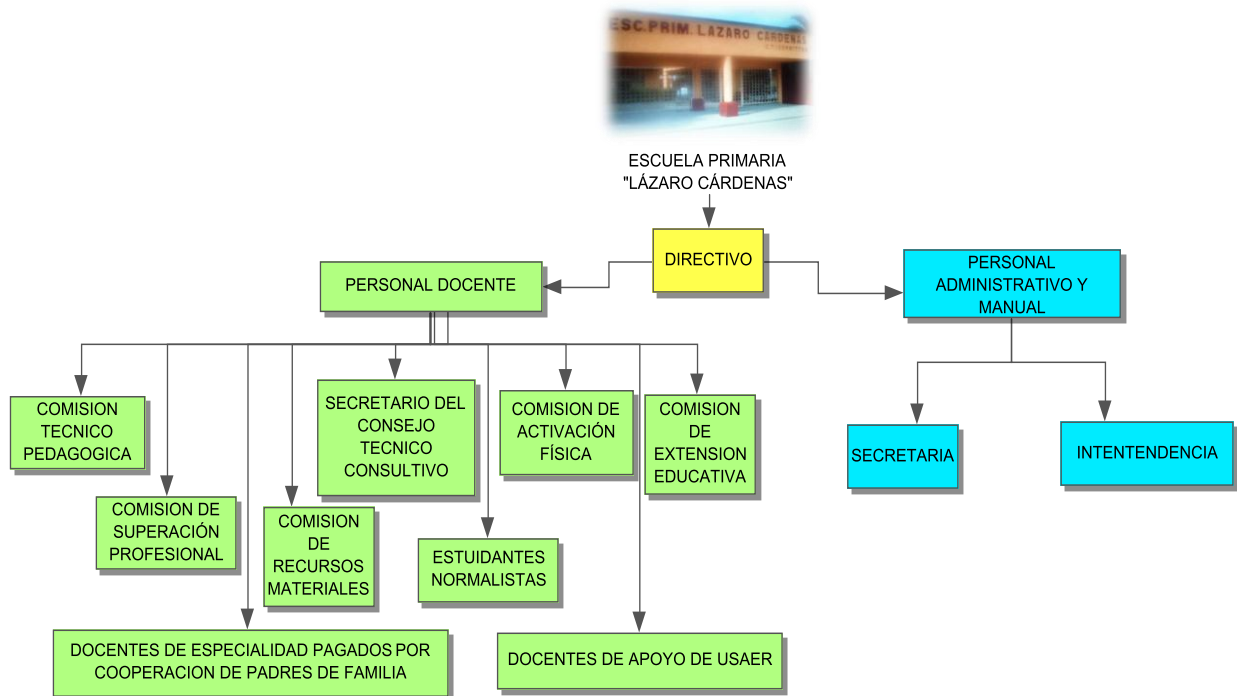 ESC.PRIM. LAZARO CARDENAS
ESCUELA PRIMARIA
"LÁZARO CÁRDENAS"
DIRECTIVO
PERSONAL DOCENTE
PERSONAL
ADMINISTRATIVO Y
MANUAL
COMISION
TECNICO
PEDAGOGICA
SECRETARIO DEL
CONSEJO
TECNICO
CONSULTIVO
COMISION DE
ACTIVACIÓN
FÍSICA
COMISION
DE
EXTENSION
EDUCATIVA
SECRETARIA
INTENTENDENCIA
COMISION DE
SUPERACIÓN
PROFESIONAL
COMISION
DE
RECURSOS
MATERIALES
ESTUIDANTES
NORMALISTAS
DOCENTES DE ESPECIALIDAD PAGADOS POR
COOPERACION DE PADRES DE FAMILIA
DOCENTES DE APOYO DE USAER